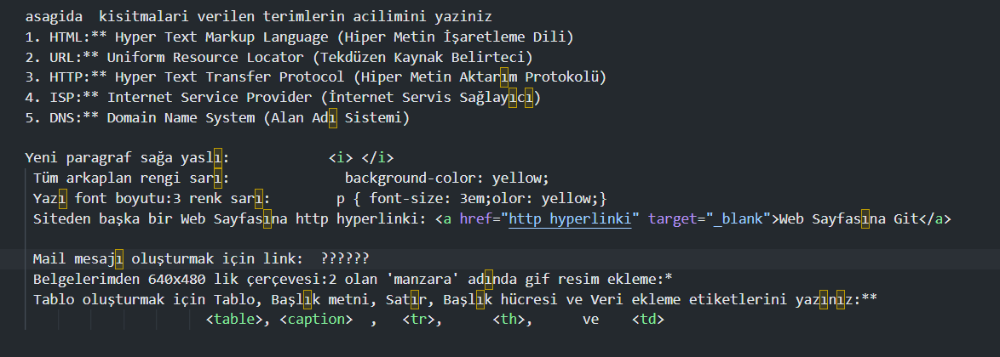 asagida  kisitmalari verilen terimlerin acilimini yaziniz
1. HTML:** Hyper Text Markup Language (Hiper Metin İşaretleme Dili)
2. URL:** Uniform Resource Locator (Tekdüzen Kaynak Belirteci)
3. HTTP:** Hyper Text Transfer Protocol (Hiper Metin Aktarım Protokolü)
4. ISP:** Internet Service Provider (İnternet Servis Sağlayıcı)
5. DNS:** Domain Name System (Alan Adı Sistemi)
Yeni paragraf sağa yaslı:            <i> </i>
Tüm arkaplan rengi sarı:              background-color: yellow;
Yazı font boyutu:3 renk sarı:        p { font-size: 3em;olor: yellow;}
Siteden başka bir Web Sayfasına http hyperlinki: <a href="http hyperlinki" target="_blank">Web Sayfasına Git</a>
Mail mesajı oluşturmak için link:  ??????
Belgelerimden 640x480 lik çerçevesi:2 olan 'manzara' adında gif resim ekleme:*
Tablo oluşturmak için Tablo, Başlık metni, Satır, Başlık hücresi ve Veri ekleme etiketlerini yazınız:**
<table>, <caption>  ,   <tr>,      <th>,      ve    <td>